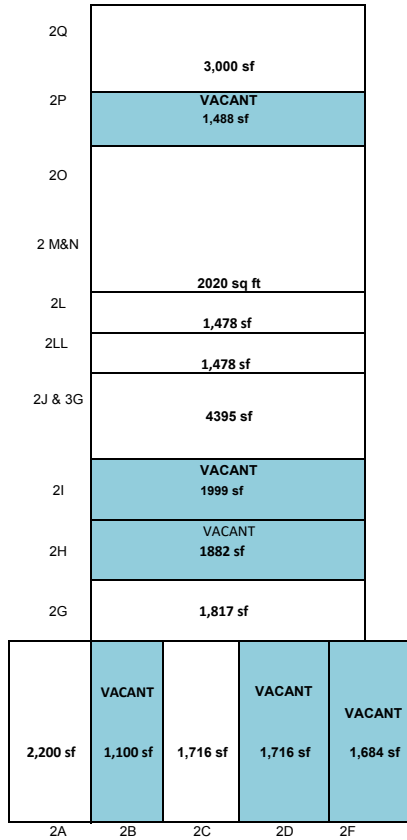 2Q
3,000 sf
2P
VACANT
1,488 sf
2O
2 M&N
2020 sq ft
2L
1,478 sf
2LL
1,478 sf
2J & 3G
4395 sf
VACANT
2I
1999 sf
VACANT
2H
1882 sf
2G
1,817 sf
VACANT
VACANT
VACANT
2,200 sf
1,100 sf
1,716 sf
1,716 sf
1,684 sf
2A
2B
2C
2D
2F